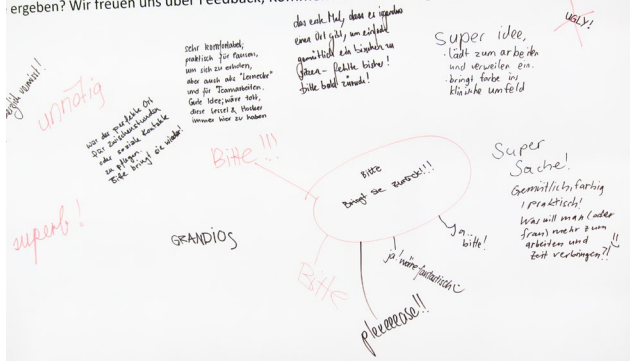 ergeben? Wir freuen uns über Feedback,
vermisst!
unnötig
War der perfekte Ort
für Zwischenstunden
oder soziale Kontakte
zu pflegen.
Bitte bringt sie wieder!
sehr komfortabel;
praktisch für Pausen,
um sich zu erholen,
aber auch als "Lernecke"
und für Teamarbeiten.
Gute Idee; wäre toll,
diese Sessel & Hocker
immer hier zu haben
das erste Mal, dass es irgendwo
einen Ort gibt, um einfach
gemütlich ein bisschen zu
sitzen - fehlte bisher!
bitte bald zurück!
Super idee,
- lädt zum arbeiten
und verweilen ein.
- bringt farbe in
klinische umfeld
UGLY!
Bitte!!!
Bitte
Bringt sie zurück!!!
Super
Sache!
Gemütlich, farbig
, praktisch!
Was will man (oder
frau) mehr zum
arbeiten und
Zeit verbringen?!
superb!
GRANDIOS
Bitte
ja! wäre fantastisch
Ja...
bitte!
pleeeeease!!